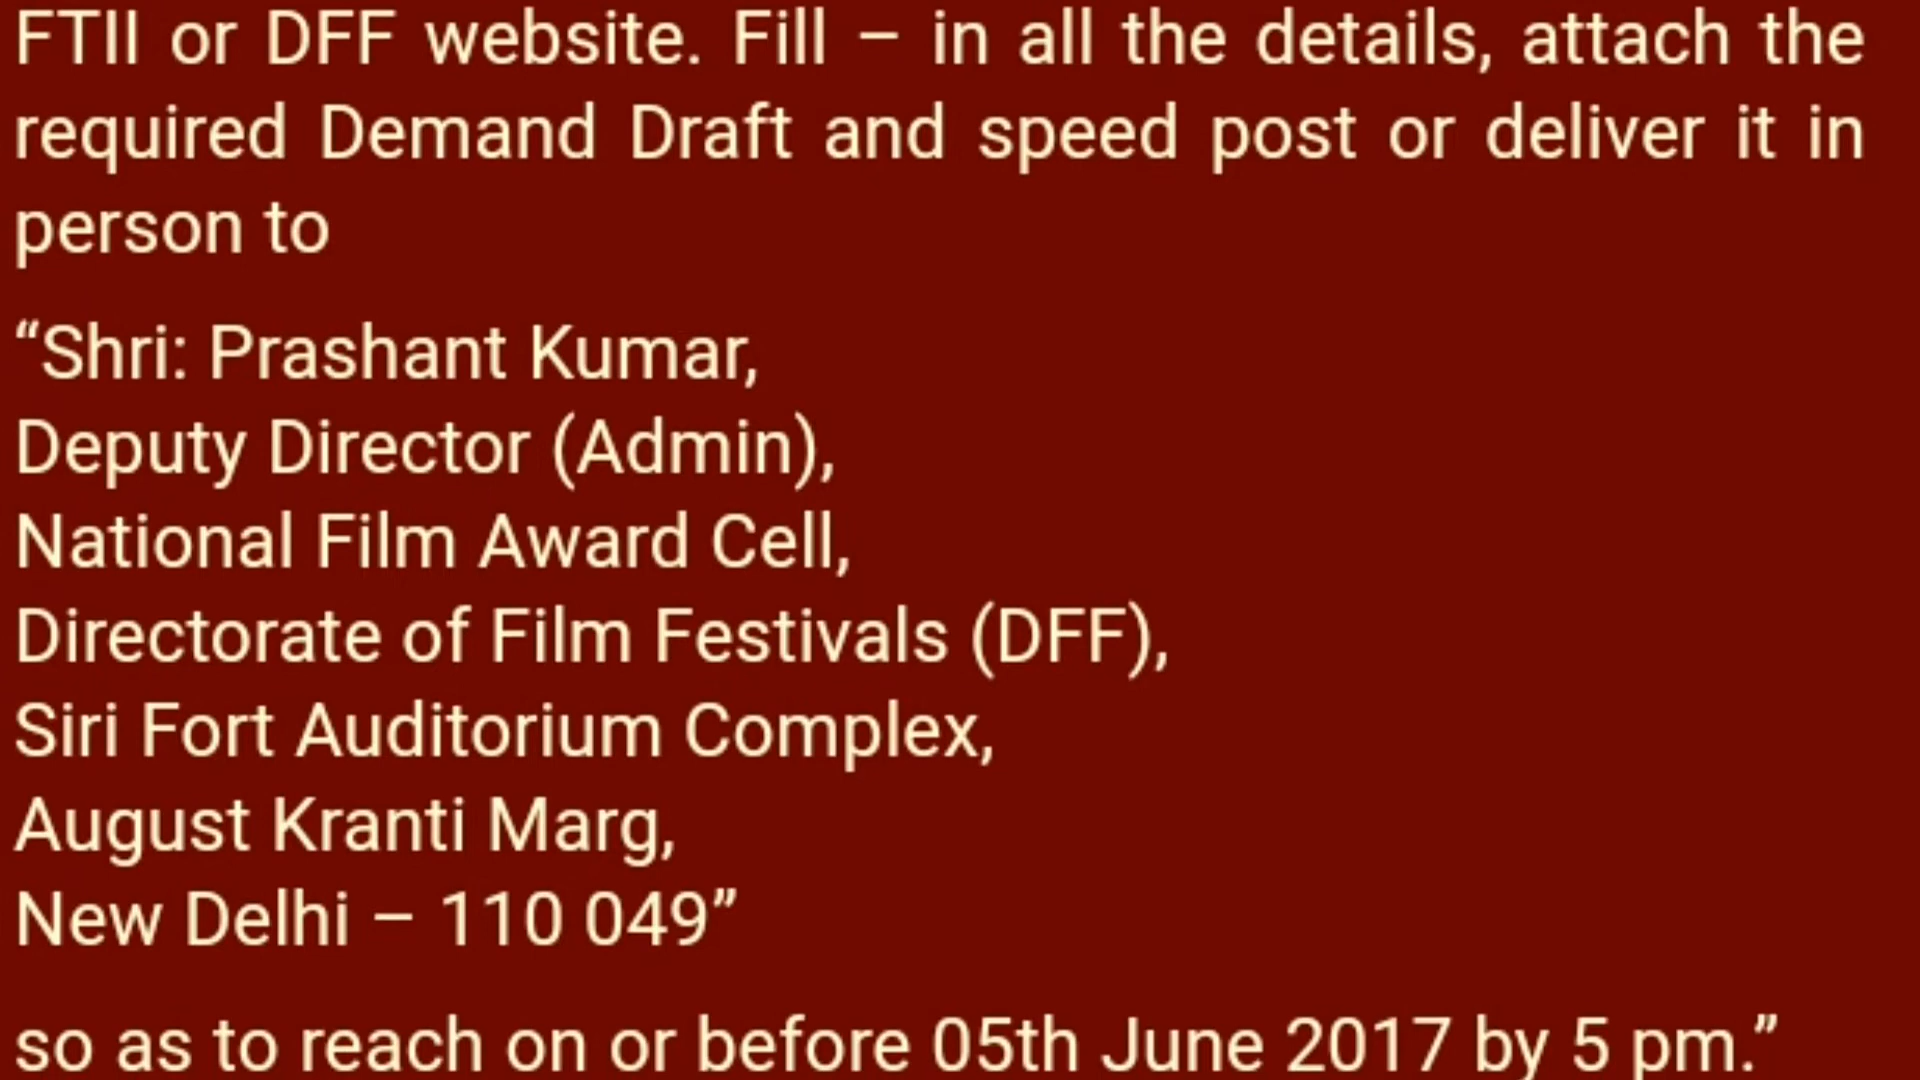 FTII or DFF website. Fill – in all the details, attach the
required Demand Draft and speed post or deliver it in
person to
“Shri: Prashant Kumar,
Deputy Director (Admin),
National Film Award Cell,
Directorate of Film Festivals (DFF),
Siri Fort Auditorium Complex,
August Kranti Marg,
New Delhi – 110 049”
so as to reach on or before 05th June 2017 by 5 pm.”